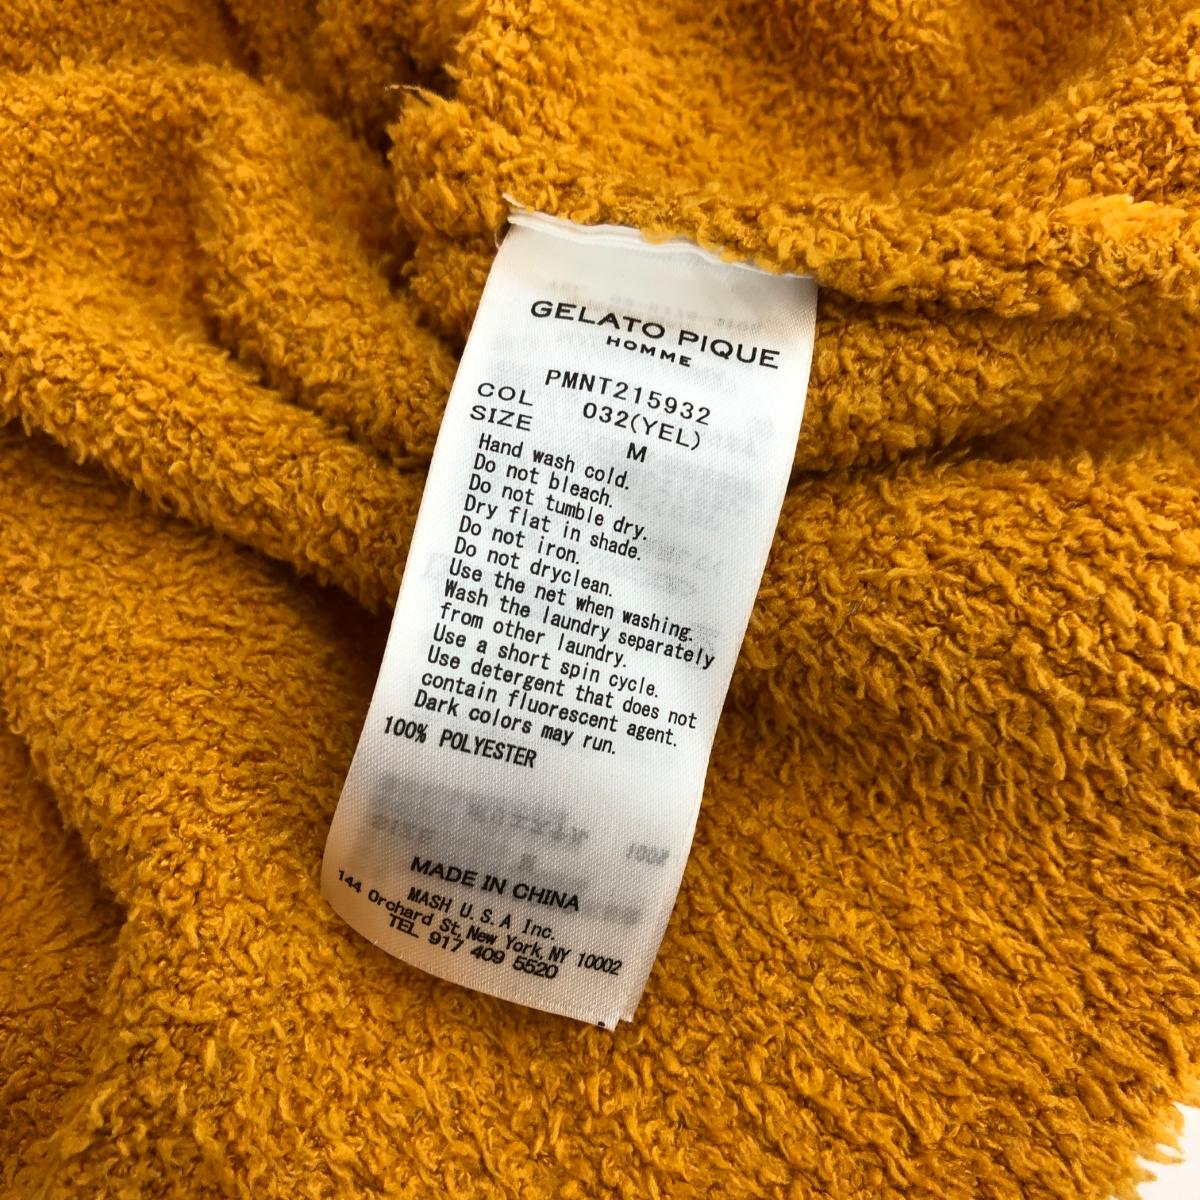 GELATO PIQUE
HOMME
PMNT215932
COL 032(YEL)
SIZE M
Hand wash cold.
Do not bleach.
Do not tumble dry.
Dry flat in shade.
Do not iron.
Do not dryclean.
Use the net when washing.
Wash the laundry separately
from other laundry.
Use a short spin cycle.
Use detergent that does not
contain fluorescent agent.
Dark colors may run.
100% POLYESTER
MADE IN CHINA
MASH U.S.A Inc.
144 Orchard St, New York, NY 10002
TEL 917 409 5520